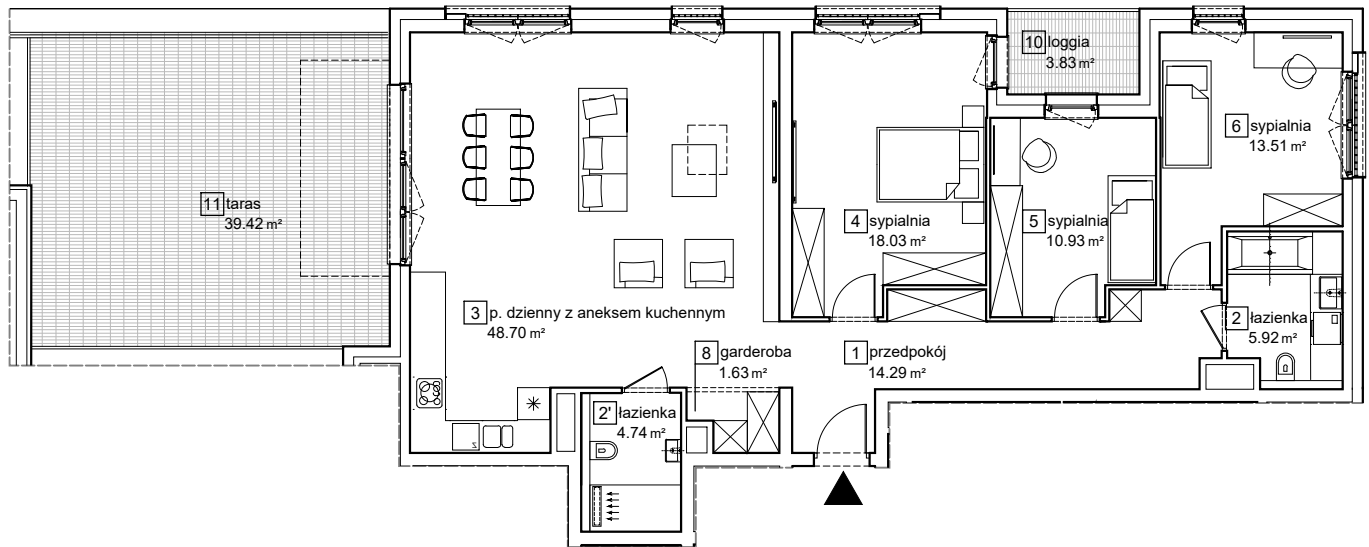 10 loggia
3.83 m²
6 sypialnia
13.51 m²
11 taras
39.42 m²
4 sypialnia
18.03 m²
5 sypialnia
10.93 m²
3 p. dzienny z aneksem kuchennym
48.70 m²
2 łazienka
5.92 m²
8 garderoba
1.63 m²
1 przedpokój
14.29 m²
2' łazienka
4.74 m²
Z